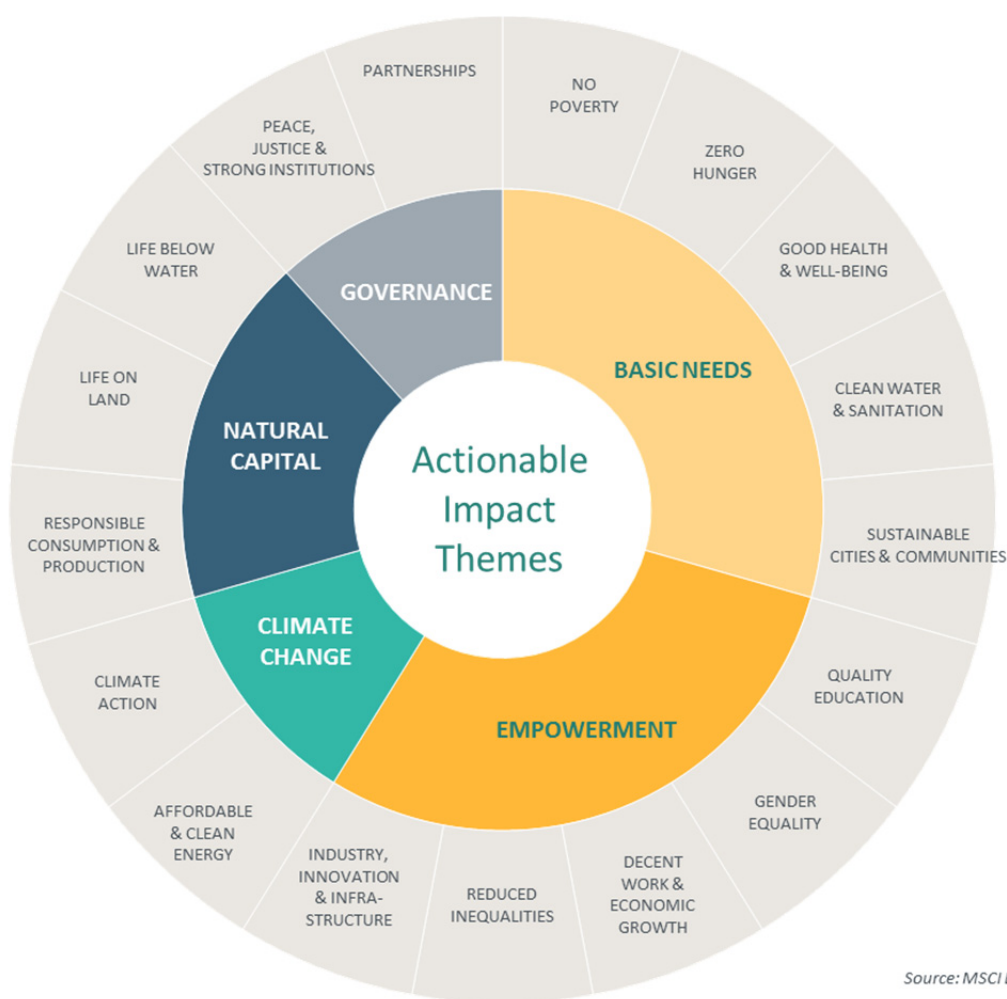 PARTNERSHIPS
NO
POVERTY
PEACE,
JUSTICE &
STRONG INSTITUTIONS
ZERO
HUNGER
LIFE BELOW
WATER
GOOD HEALTH
& WELL-BEING
GOVERNANCE
BASIC NEEDS
LIFE ON
LAND
CLEAN WATER
& SANITATION
NATURAL
CAPITAL
Actionable
Impact
Themes
RESPONSIBLE
CONSUMPTION &
PRODUCTION
SUSTAINABLE
CITIES & COMMUNITIES
CLIMATE
CHANGE
CLIMATE
ACTION
QUALITY
EDUCATION
EMPOWERMENT
AFFORDABLE
& CLEAN
ENERGY
GENDER
EQUALITY
INDUSTRY,
INNOVATION
& INFRA-
STRUCTURE
REDUCED
INEQUALITIES
DECENT
WORK &
ECONOMIC
GROWTH
Source: MSCI